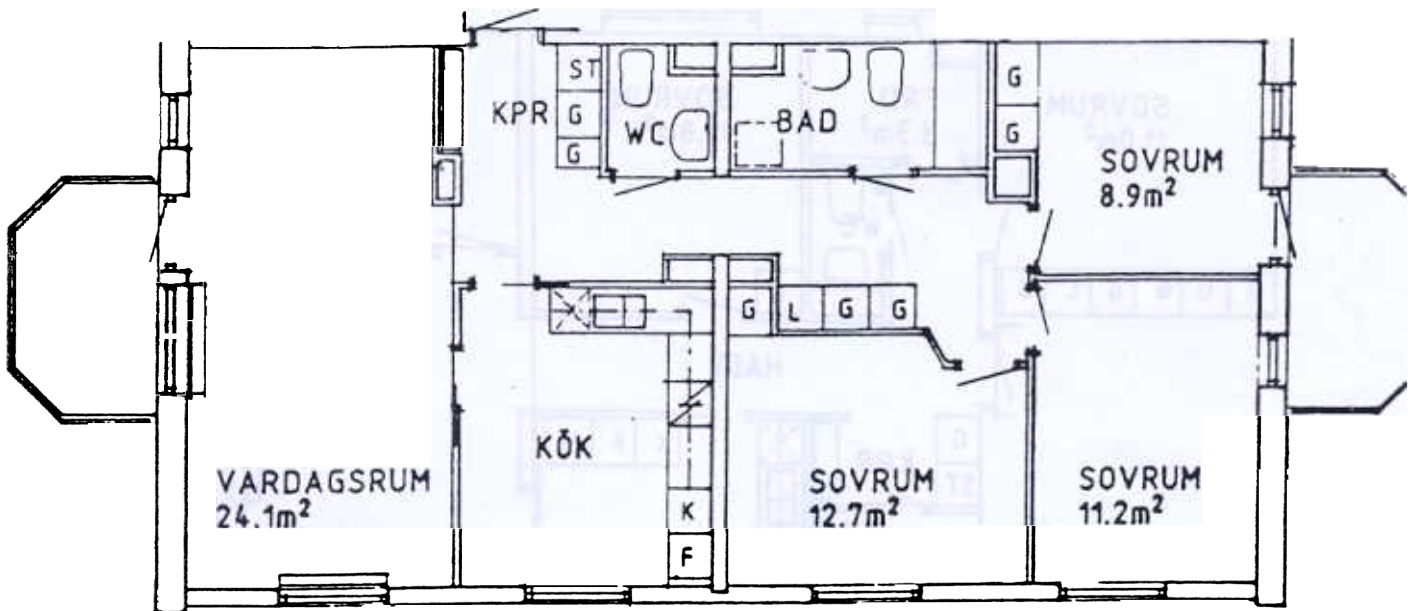 ST
KPR
G
G
WC
BAD
G
G
SOVRUM
8.9m²
G
L
G
G
KÖK
K
F
VARDAGSRUM
24.1m²
SOVRUM
12.7m²
SOVRUM
11.2m²